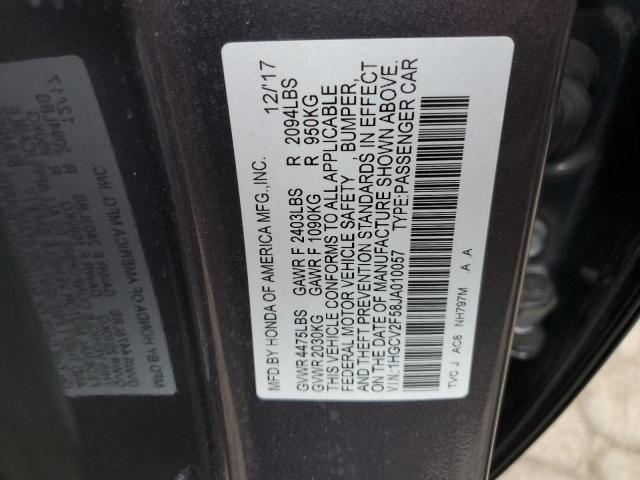 MFD.BY HONDA OF AMERICA MFG.,INC. 12/'17
GVWR 4475LBS GAWR F 2403LBS R 2094LBS
GVWR 2030KG GAWR F 1090KG R 950KG
THIS VEHICLE CONFORMS TO ALL APPLICABLE
FEDERAL MOTOR VEHICLE SAFETY , BUMPER,
AND THEFT PREVENTION STANDARDS IN EFFECT
ON THE DATE OF MANUFACTURE SHOWN ABOVE.
V.I.N:1HGCV2F56JA010057 TYPE:PASSENGER CAR
TVC J AC8 NH797M A A